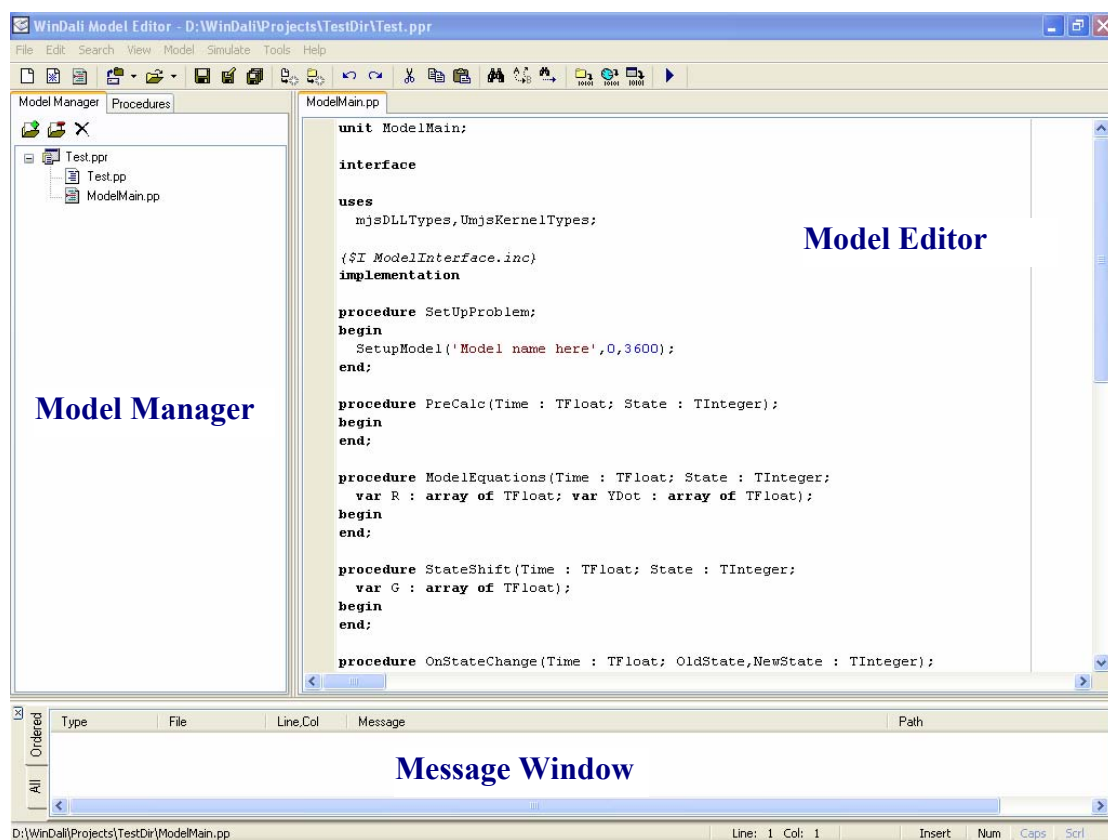 WinDali Model Editor - D:\WinDali\Projects\TestDir\Test.ppr
File Edit Search View Model Simulate Tools Help
Model Manager Procedures
Test.ppr
Test.pp
ModelMain.pp
Model Manager
ModelMain.pp
unit ModelMain;
interface
uses
mjsDLLTypes,UmjsKernelTypes;
{$I ModelInterface.inc}
implementation
procedure SetUpProblem;
begin
SetupModel('Model name here',0,3600);
end;
procedure PreCalc(Time : TFloat; State : TInteger);
begin
end;
procedure ModelEquations(Time : TFloat; State : TInteger;
var R : array of TFloat; var YDot : array of TFloat);
begin
end;
procedure StateShift(Time : TFloat; State : TInteger;
var G : array of TFloat);
begin
end;
procedure OnStateChange(Time : TFloat; OldState,NewState : TInteger);
Model Editor
Ordered
All
Type File Line,Col Message Path
Message Window
D:\WinDali\Projects\TestDir\ModelMain.pp Line: 1 Col: 1 Insert Num Caps Scrl